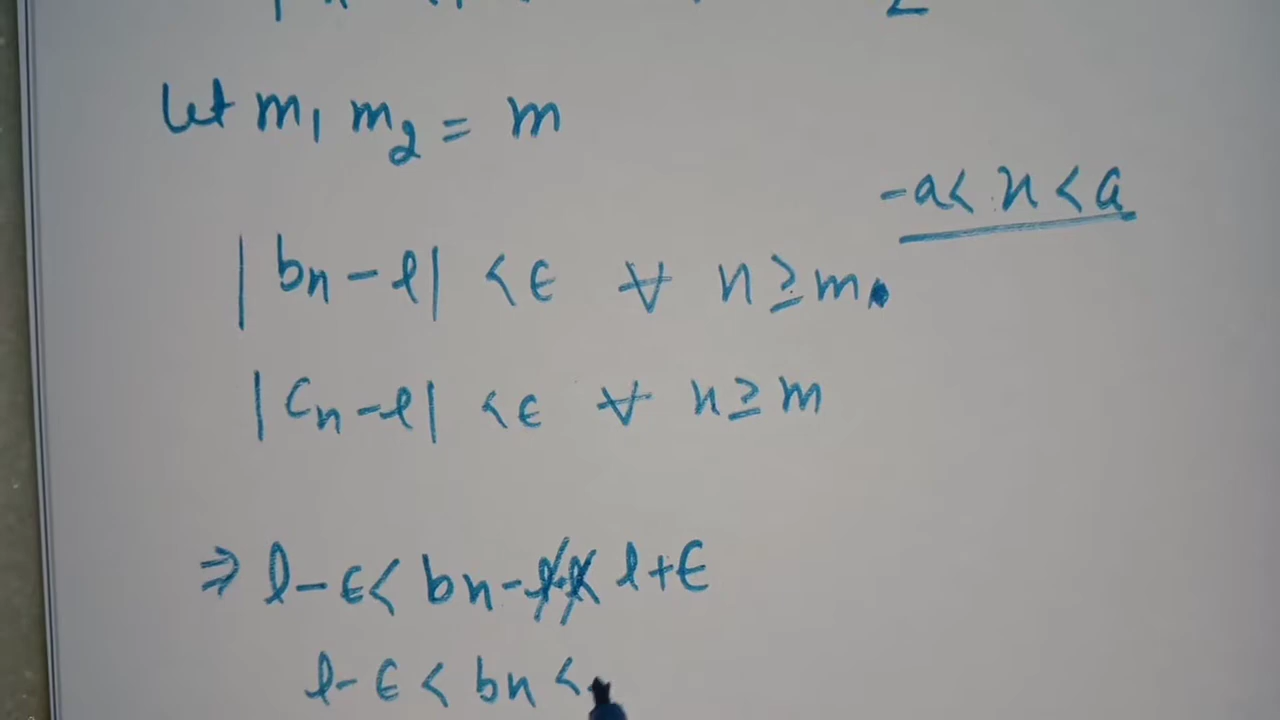 Let m₁ m₂ = m
-a < x < a
|bn - l| < ϵ ∀ n ≥ m.
|Cn - l| < ϵ ∀ n ≥ m
⇒ l - ϵ < bn - l + ϵ
l - ϵ < bn <